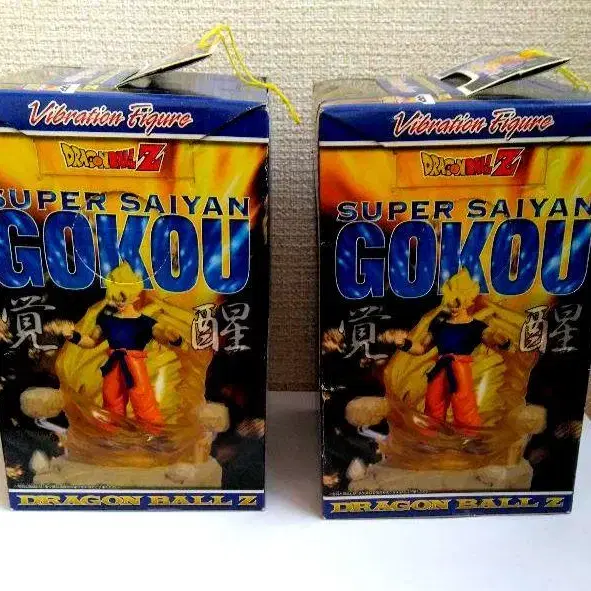 Vibration Figure
DRAGON BALL Z
SUPER SAIYAN
GOKOU
覚醒
DRAGON BALL Z
Vibration Figure
DRAGON BALL Z
SUPER SAIYAN
GOKOU
覚醒
DRAGON BALL Z